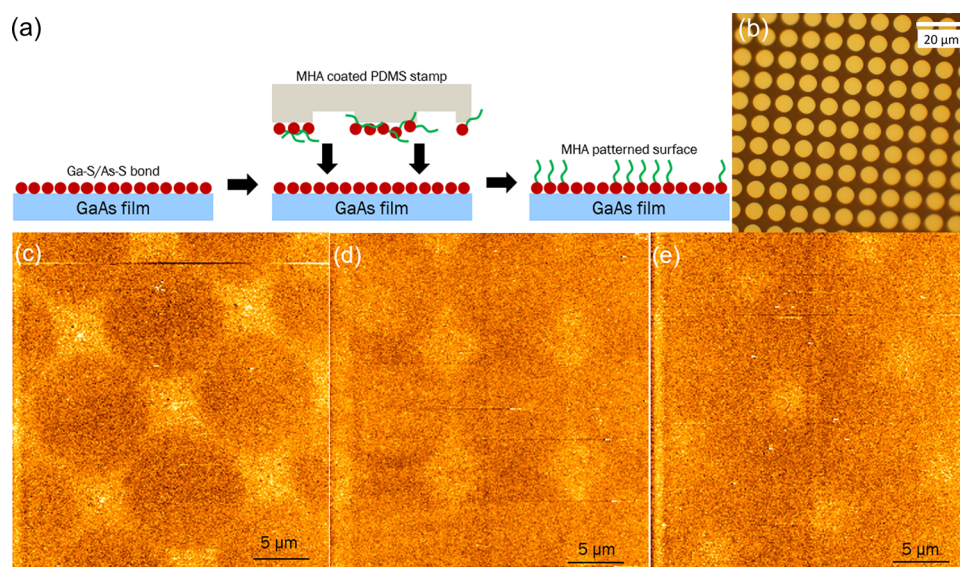 (a)
MHA coated PDMS stamp
Ga-S/As-S bond
MHA patterned surface
GaAs film
GaAs film
GaAs film
(b)
20 µm
(c)
5 µm
(d)
5 µm
(e)
5 µm